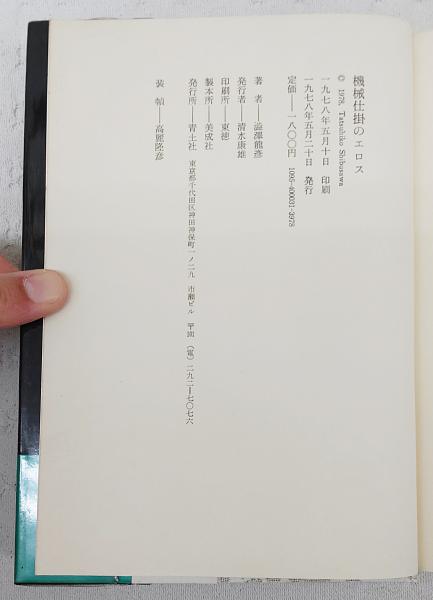 機械仕掛のエロス
© 1978, Tatsuhiko Shibusawa
一九七八年五月十日 印刷
一九七八年五月二十日 発行
定価——一八〇〇円 1095-400031-3978
著者——澁澤龍彥
発行者——清水康雄
印刷所——東徳
製本所——美成社
発行所——青土社
東京都千代田区神田神保町一ノ二九 市瀬ビル 〒101 (電)二九二—七〇七六
装幀——高麗隆彦